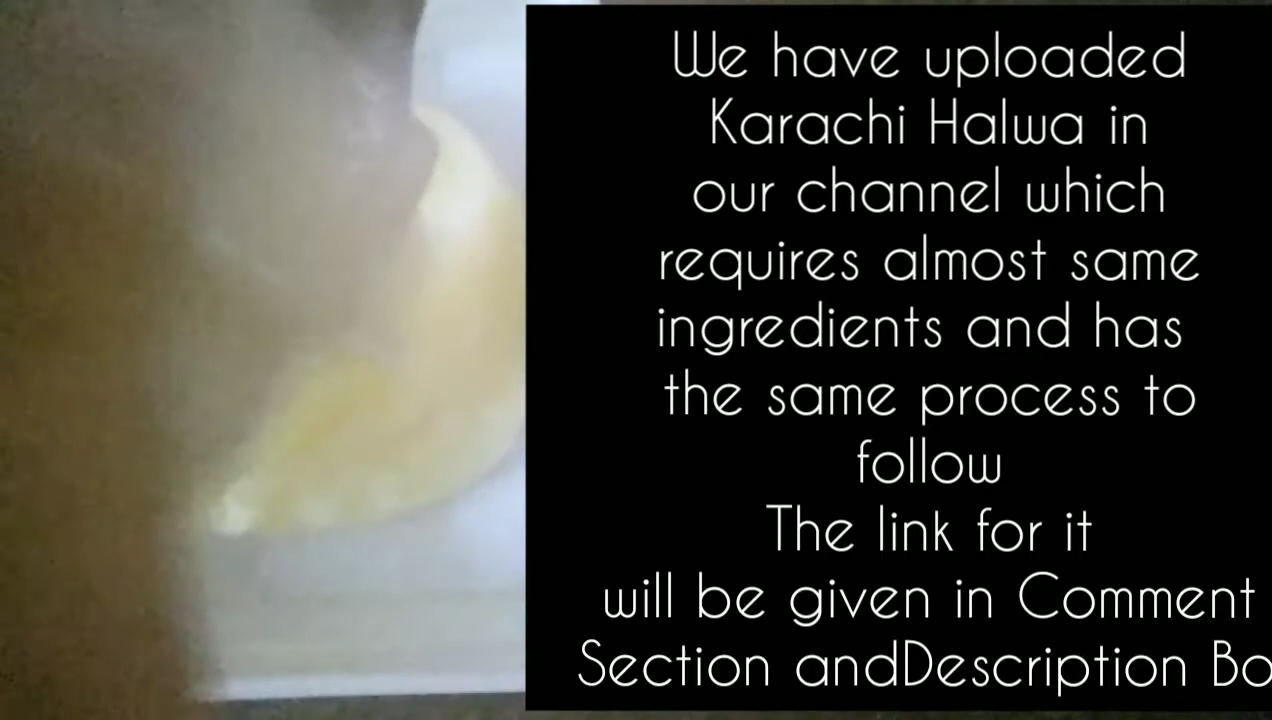 We have uploaded
Karachi Halwa in
our channel which
requires almost same
ingredients and has
the same process to
follow
The link for it
will be given in Comment
Section andDescription Bo